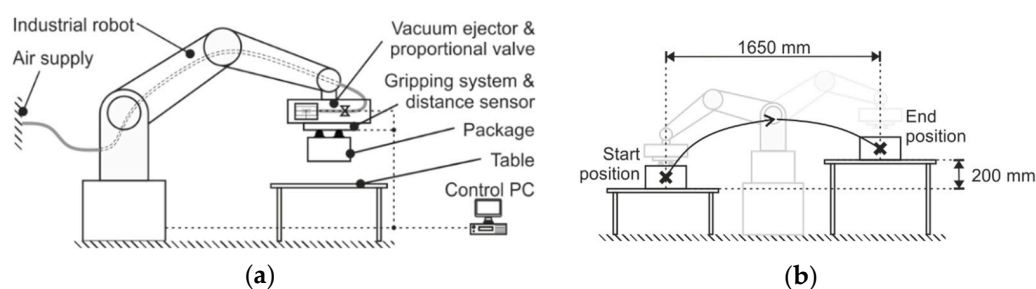 Industrial robot
Air supply
Vacuum ejector &
proportional valve
Gripping system &
distance sensor
Package
Table
Control PC
(a)
1650 mm
Start
position
End
position
200 mm
(b)